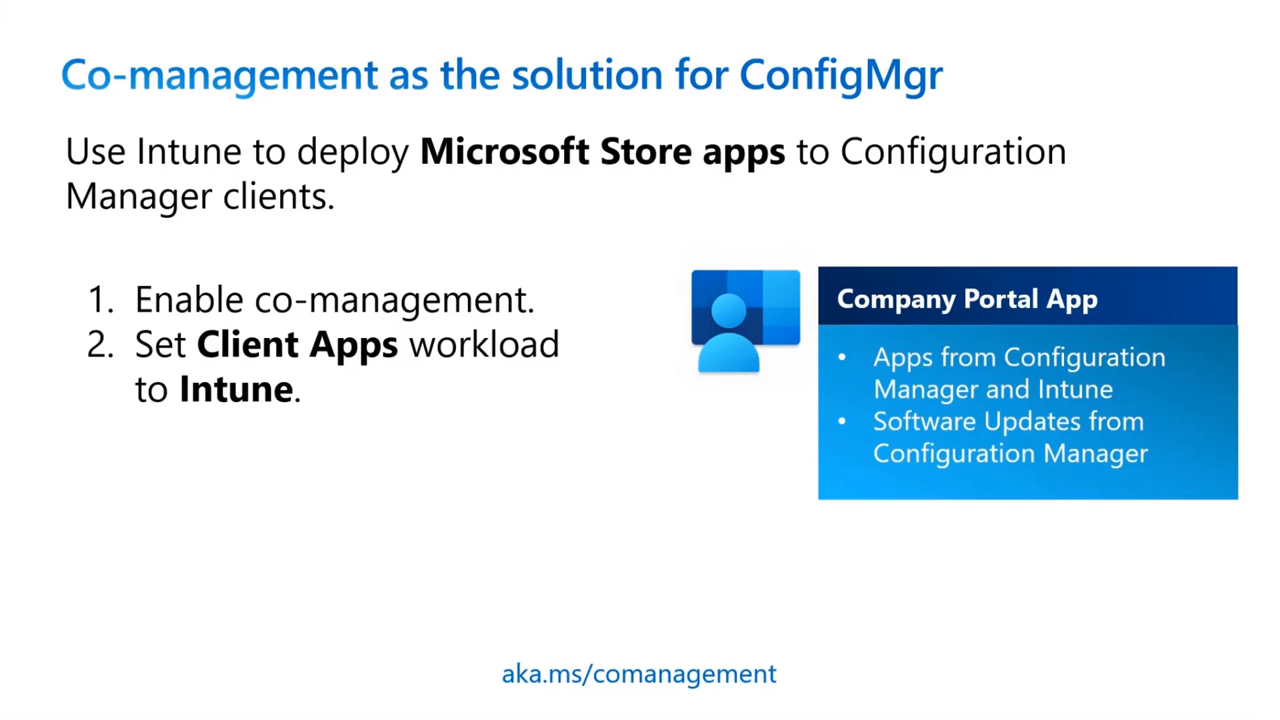 Co-management as the solution for ConfigMgr
Use Intune to deploy Microsoft Store apps to Configuration
Manager clients.
1. Enable co-management.
2. Set Client Apps workload
to Intune.
Company Portal App
• Apps from Configuration
Manager and Intune
• Software Updates from
Configuration Manager
aka.ms/comanagement